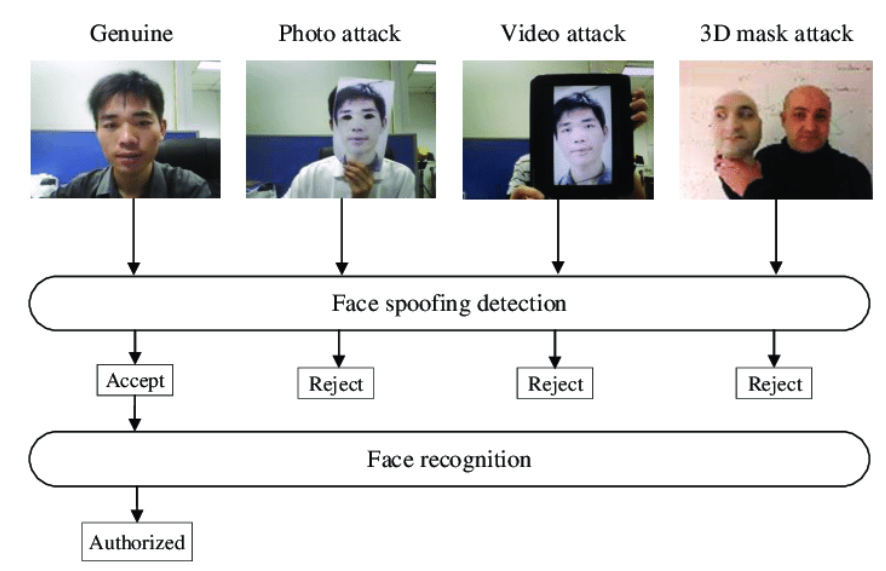 Genuine
Photo attack
Video attack
3D mask attack
Face spoofing detection
Accept
Reject
Reject
Reject
Face recognition
Authorized